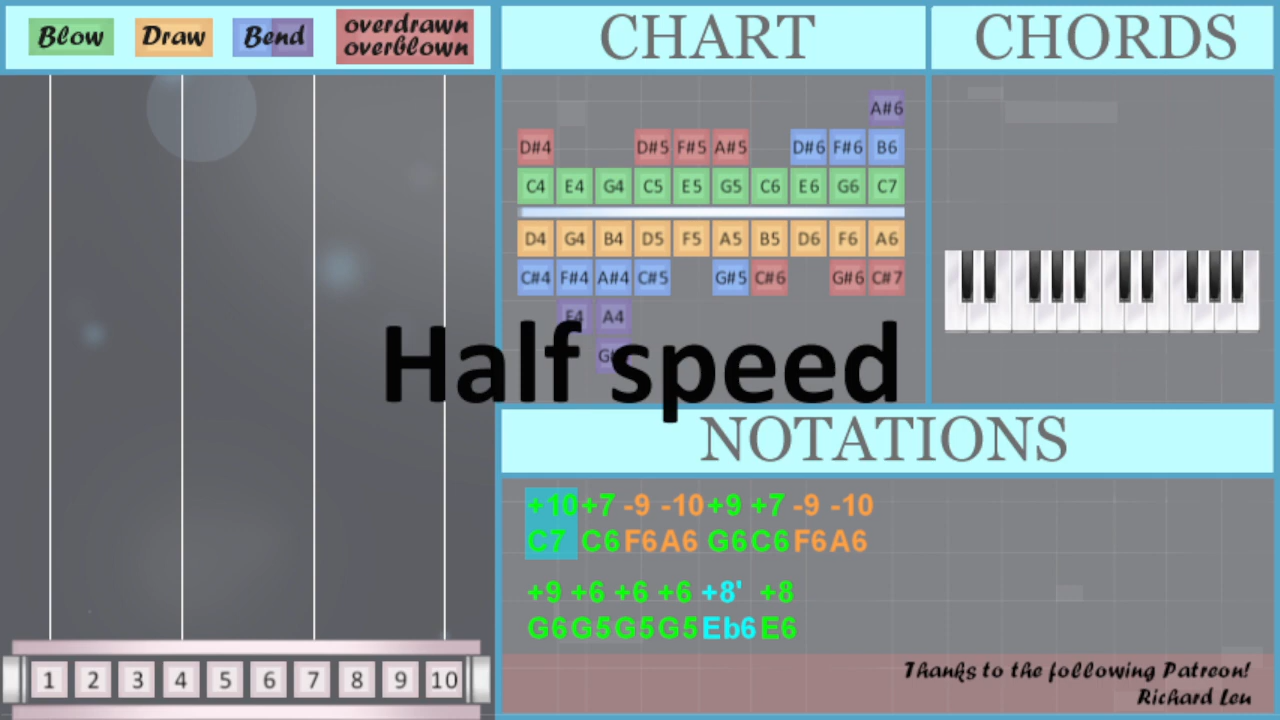 Blow Draw Bend overdrawn
overblown
CHART
CHORDS
A#6
D#4 D#5 F#5 A#5 D#6 F#6 B6
C4 E4 G4 C5 E5 G5 C6 E6 G6 C7
D4 G4 B4 D5 F5 A5 B5 D6 F6 A6
C#4 F#4 A#4 C#5 G#5 C#6 G#6 C#7
F4 A4
Half speed
NOTATIONS
+10 +7 -9 -10 +9 +7 -9 -10
C7 C6 F6 A6 G6 C6 F6 A6
+9 +6 +6 +6 +8' +8
G6 G5 G5 G5 Eb6 E6
Thanks to the following Patreon!
Richard Leu
1 2 3 4 5 6 7 8 9 10